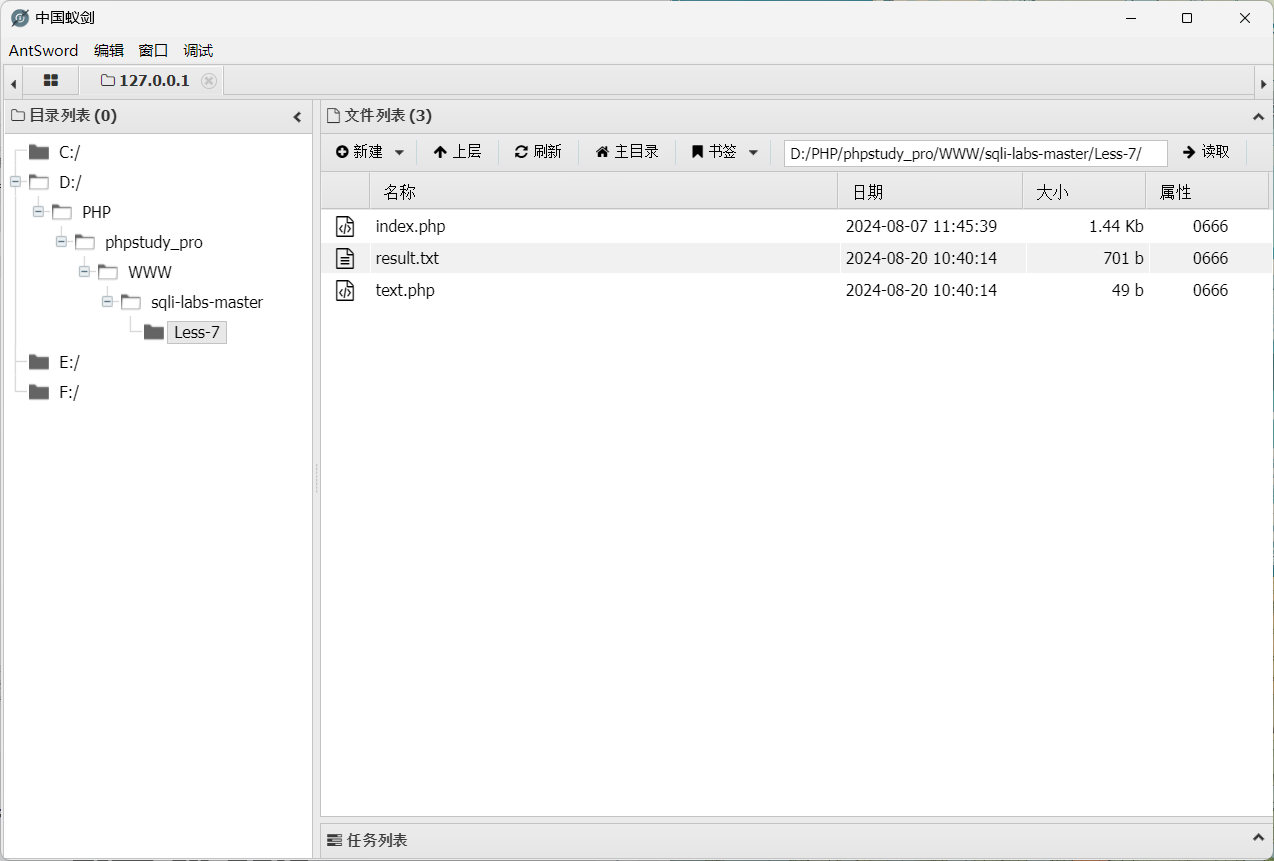 中国蚁剑
AntSword 编辑 窗口 调试
127.0.0.1
目录列表 (0)
C:/
D:/
PHP
phpstudy_pro
WWW
sqli-labs-master
Less-7
E:/
F:/
文件列表 (3)
新建 上层 刷新 主目录 书签 D:/PHP/phpstudy_pro/WWW/sqli-labs-master/Less-7/ 读取
名称 日期 大小 属性
index.php 2024-08-07 11:45:39 1.44 Kb 0666
result.txt 2024-08-20 10:40:14 701 b 0666
text.php 2024-08-20 10:40:14 49 b 0666
任务列表